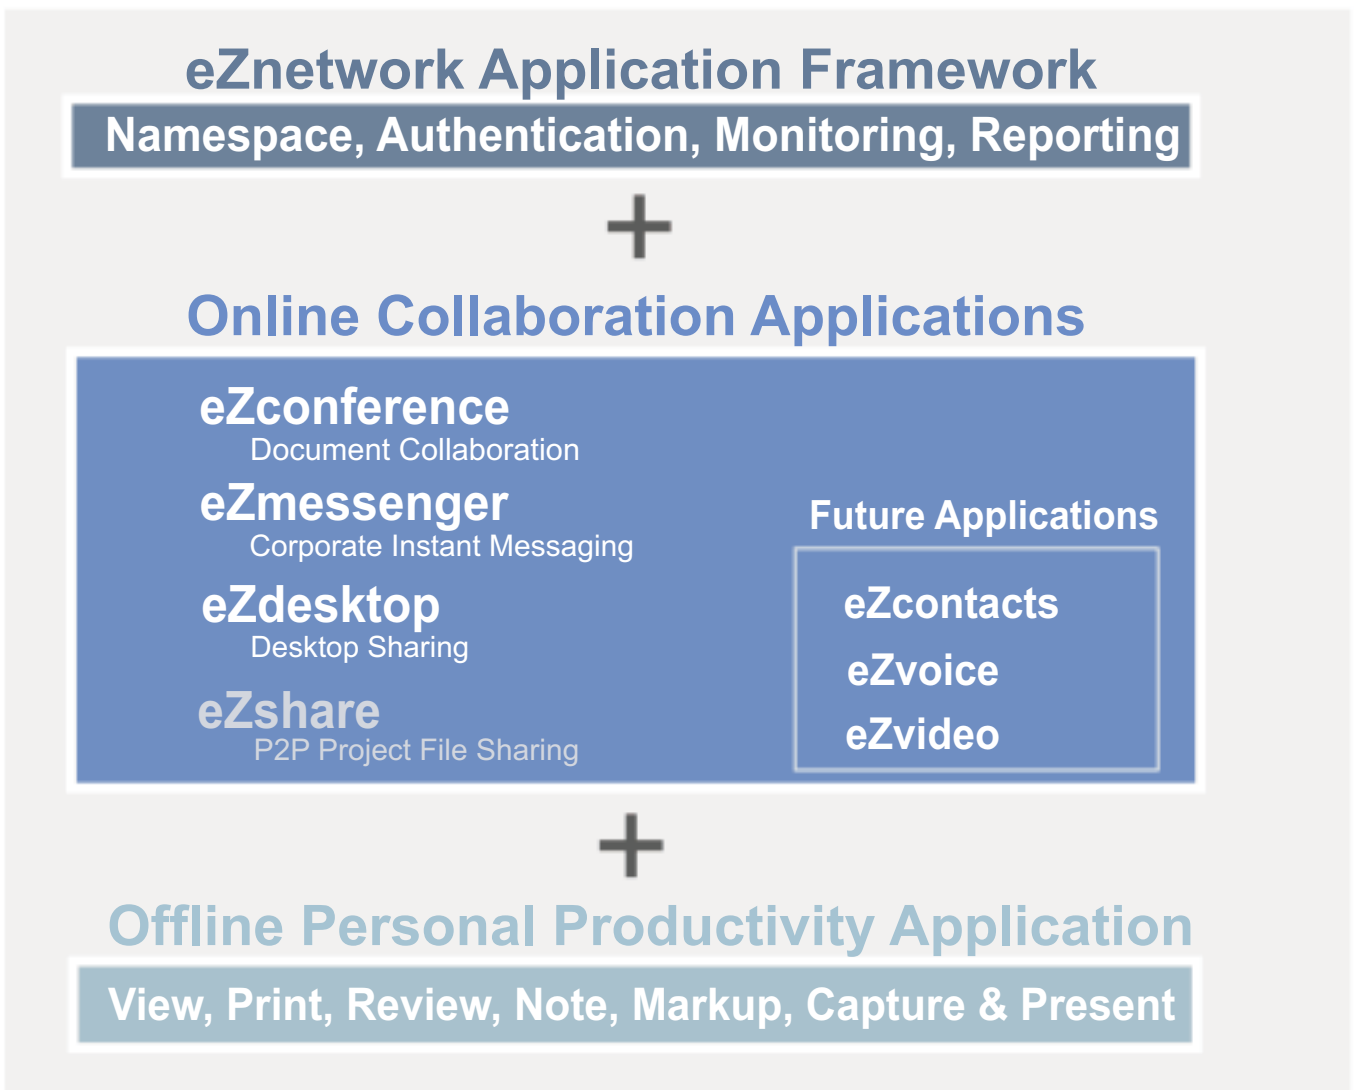 eZnetwork Application Framework
Namespace, Authentication, Monitoring, Reporting
+
Online Collaboration Applications
eZconference
Document Collaboration
eZmessenger
Corporate Instant Messaging
eZdesktop
Desktop Sharing
eZshare
P2P Project File Sharing
Future Applications
eZcontacts
eZvoice
eZvideo
+
Offline Personal Productivity Application
View, Print, Review, Note, Markup, Capture & Present